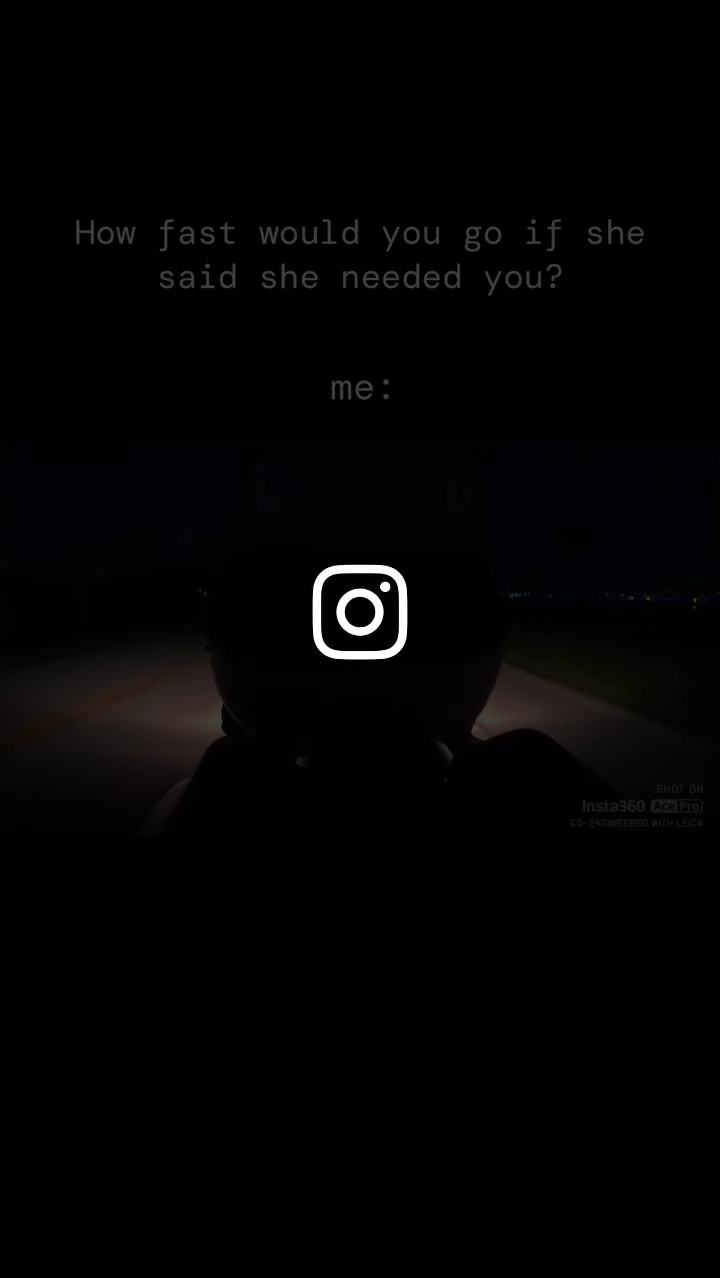 How fast would you go if she
said she needed you?
me:
SHOT ON
Insta360 Ace Pro
CO-ENGINEERED WITH LEICA